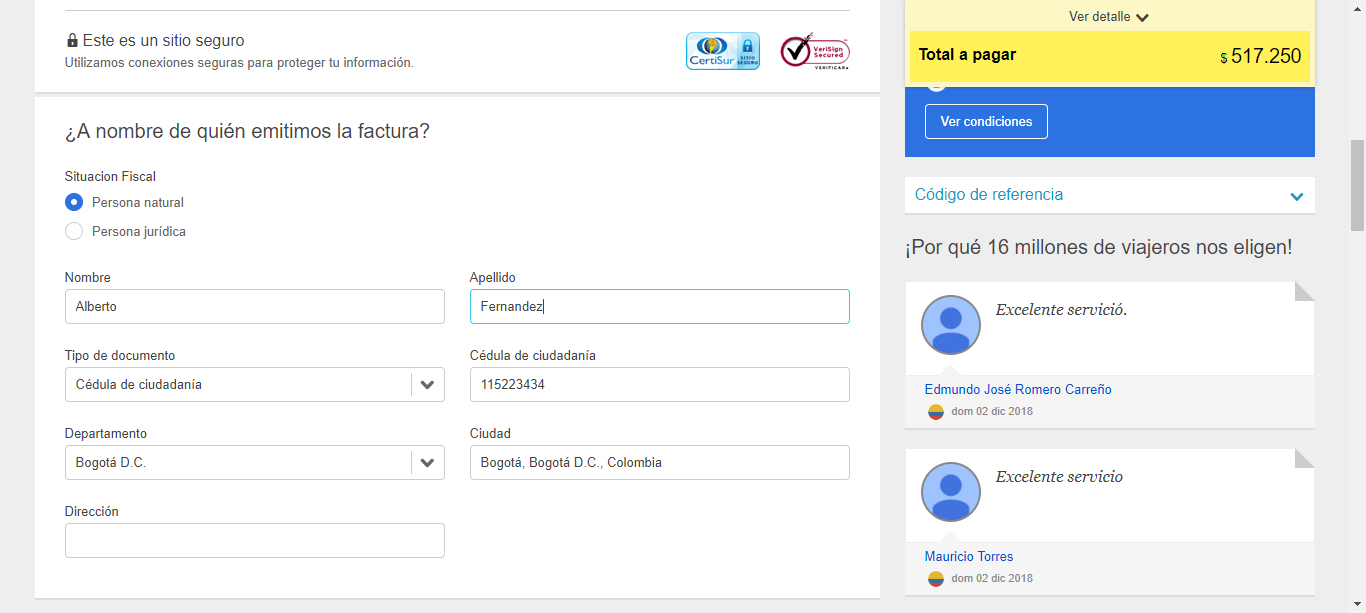 Este es un sitio seguro
Utilizamos conexiones seguras para proteger tu información.
CertiSur SITIO SEGURO
VeriSign Secured
VERIFICAR▸
¿A nombre de quién emitimos la factura?
Situacion Fiscal
Persona natural
Persona jurídica
Nombre
Apellido
Alberto
Fernandez
Tipo de documento
Cédula de ciudadanía
Cédula de ciudadanía
115223434
Departamento
Ciudad
Bogotá D.C.
Bogotá, Bogotá D.C., Colombia
Dirección
Ver detalle
Total a pagar
$ 517.250
Ver condiciones
Código de referencia
¡Por qué 16 millones de viajeros nos eligen!
Excelente servició.
Edmundo José Romero Carreño
dom 02 dic 2018
Excelente servicio
Mauricio Torres
dom 02 dic 2018